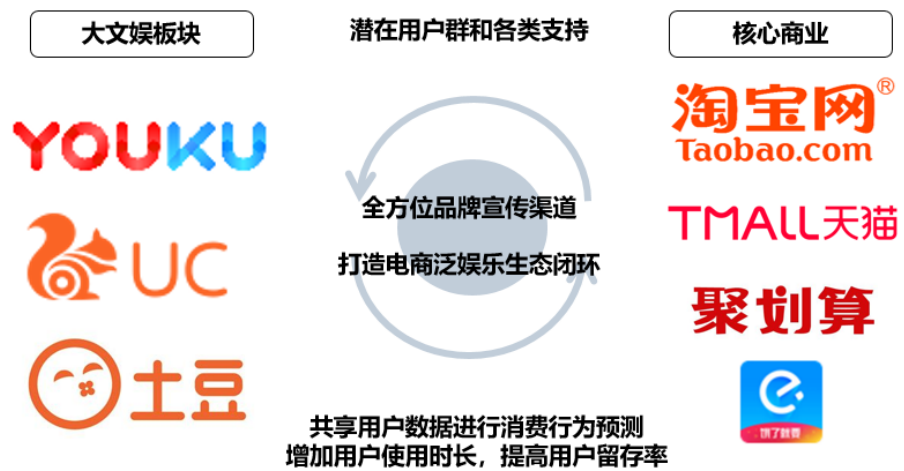 大文娱板块
潜在用户群和各类支持
核心商业
YOUKU
淘宝网®
Taobao.com
全方位品牌宣传渠道
TMALL天猫
UC
打造电商泛娱乐生态闭环
聚划算
土豆
饿了就要
共享用户数据进行消费行为预测
增加用户使用时长，提高用户留存率